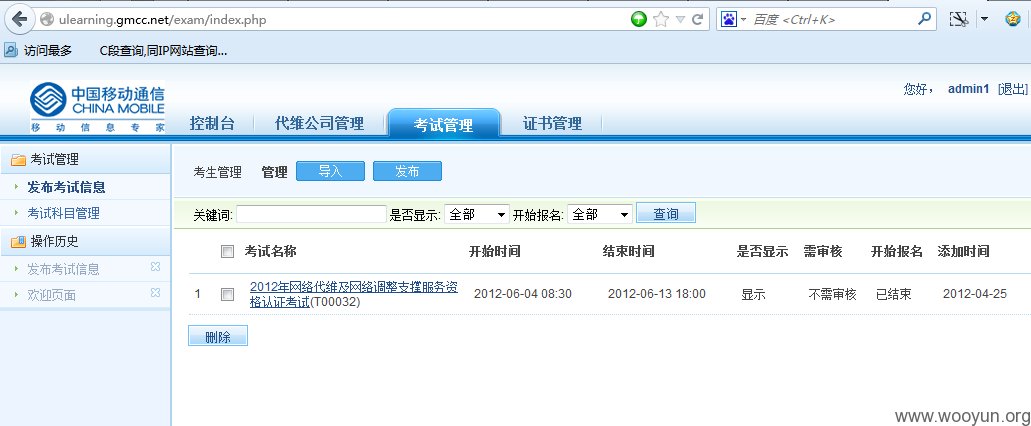 ulearning.gmcc.net/exam/index.php
百度 <Ctrl+K>
访问最多 C段查询,同IP网站查询...
中国移动通信
CHINA MOBILE
移动信息专家
您好， admin1 [退出]
控制台 代维公司管理 考试管理 证书管理
考试管理
发布考试信息
考试科目管理
操作历史
发布考试信息
欢迎页面
考生管理 管理 导入 发布
关键词: 是否显示: 全部 开始报名: 全部 查询
考试名称 开始时间 结束时间 是否显示 需审核 开始报名 添加时间
1 2012年网络代维及网络调整支撑服务资 2012-06-04 08:30 2012-06-13 18:00 显示 不需审核 已结束 2012-04-25
格认证考试(T00032)
删除
www.wooyun.org